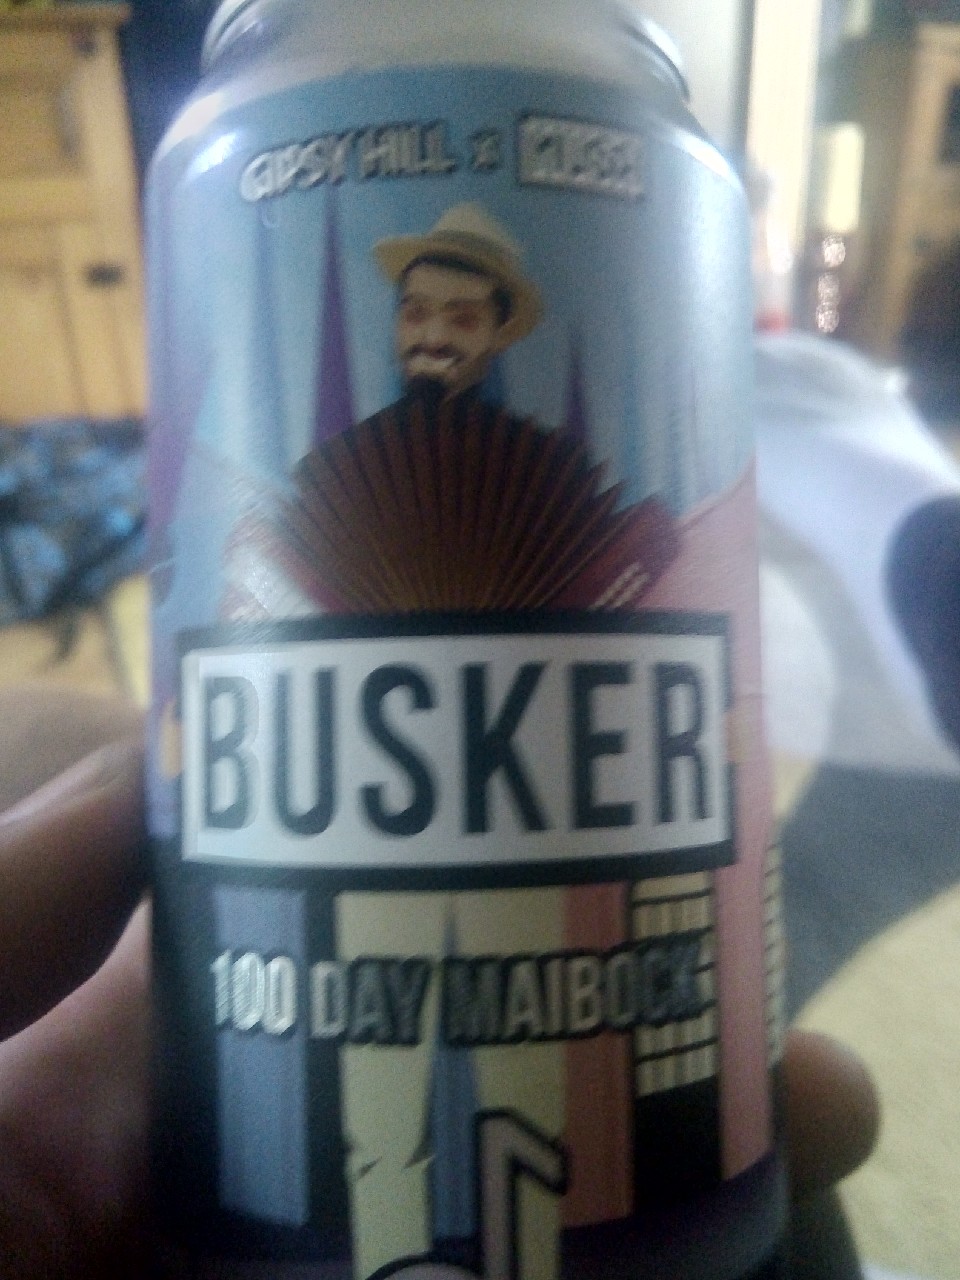 GIPSY HILL x
BUSKER
100 DAY MAIBOCK